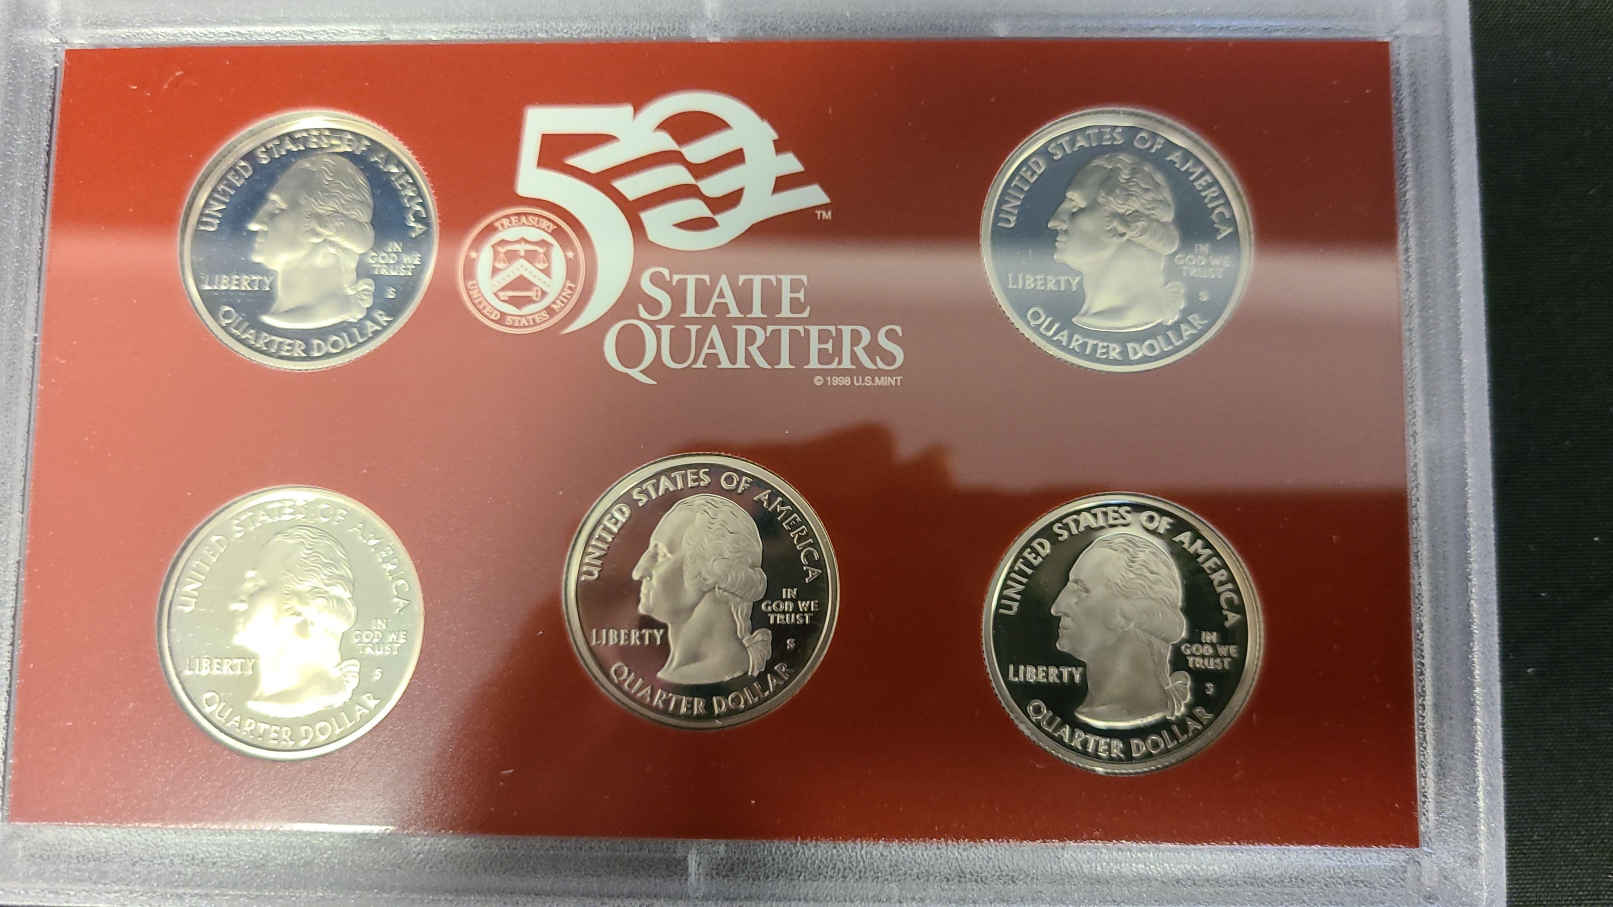 UNITED STATES OF AMERICA
IN
GOD WE
TRUST
LIBERTY
S
QUARTER DOLLAR
50
TM
TREASURY
UNITED STATES MINT
STATE
QUARTERS
© 1998 U.S.MINT
UNITED STATES OF AMERICA
IN
GOD WE
TRUST
LIBERTY
S
QUARTER DOLLAR
UNITED STATES OF AMERICA
IN
GOD WE
TRUST
LIBERTY
S
QUARTER DOLLAR
UNITED STATES OF AMERICA
IN
GOD WE
TRUST
LIBERTY
S
QUARTER DOLLAR
UNITED STATES OF AMERICA
IN
GOD WE
TRUST
LIBERTY
S
QUARTER DOLLAR